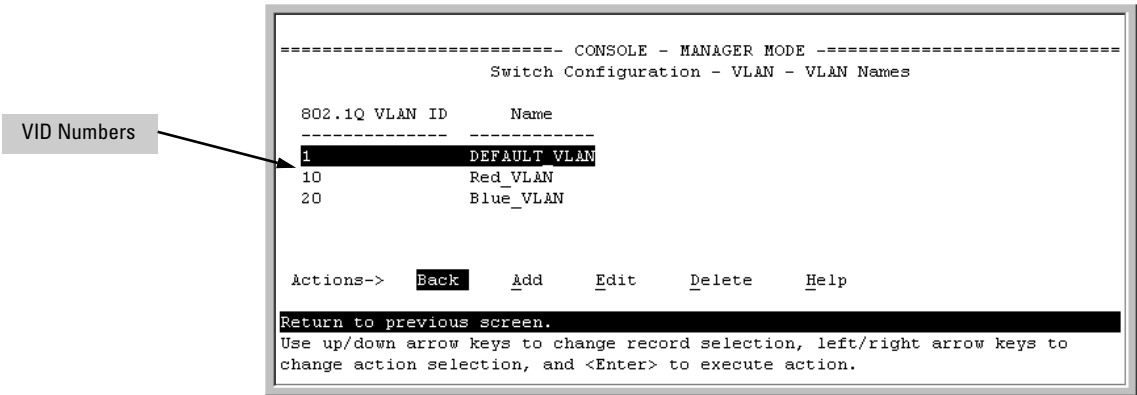 ===========================- CONSOLE - MANAGER MODE -============================
Switch Configuration - VLAN - VLAN Names
802.1Q VLAN ID Name
-------------- ------------
VID Numbers
1 DEFAULT_VLAN
10 Red_VLAN
20 Blue_VLAN
Actions-> Back Add Edit Delete Help
Return to previous screen.
Use up/down arrow keys to change record selection, left/right arrow keys to
change action selection, and <Enter> to execute action.